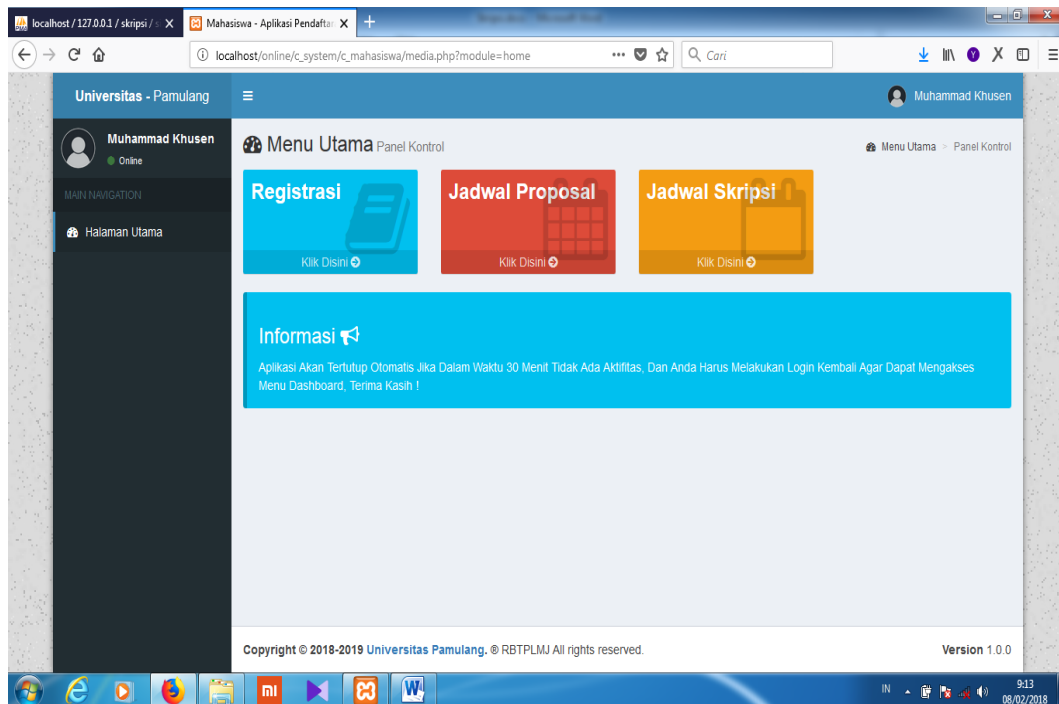 localhost / 127.0.0.1 / skripsi / s
Mahasiswa - Aplikasi Pendaftar
localhost/online/c_system/c_mahasiswa/media.php?module=home
Cari
Universitas - Pamulang
Muhammad Khusen
Muhammad Khusen
Online
Menu Utama Panel Kontrol
Menu Utama > Panel Kontrol
MAIN NAVIGATION
Halaman Utama
Registrasi
Klik Disini
Jadwal Proposal
Klik Disini
Jadwal Skripsi
Klik Disini
Informasi
Aplikasi Akan Tertutup Otomatis Jika Dalam Waktu 30 Menit Tidak Ada Aktifitas, Dan Anda Harus Melakukan Login Kembali Agar Dapat Mengakses
Menu Dashboard, Terima Kasih !
Copyright © 2018-2019 Universitas Pamulang. ® RBTPLMJ All rights reserved.
Version 1.0.0
IN
9:13
08/02/2018